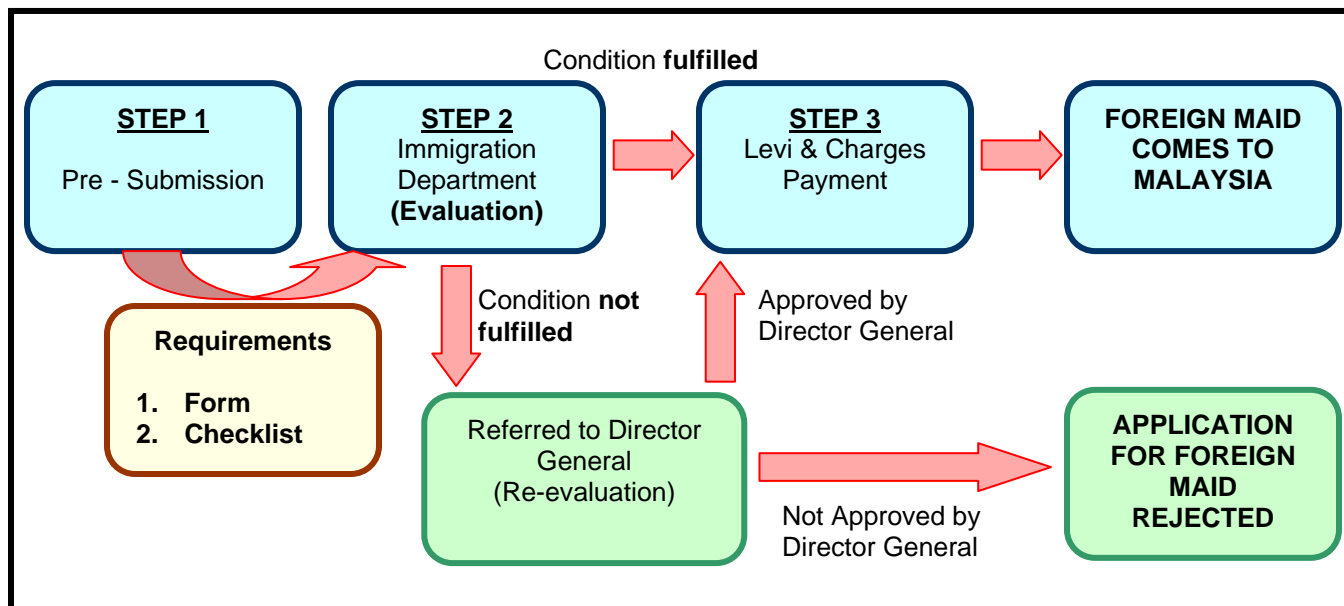 Condition fulfilled
STEP 1
Pre - Submission
STEP 2
Immigration
Department
(Evaluation)
STEP 3
Levi & Charges
Payment
FOREIGN MAID
COMES TO
MALAYSIA
Requirements
1. Form
2. Checklist
Condition not
fulfilled
Approved by
Director General
Referred to Director
General
(Re-evaluation)
Not Approved by
Director General
APPLICATION
FOR FOREIGN
MAID
REJECTED